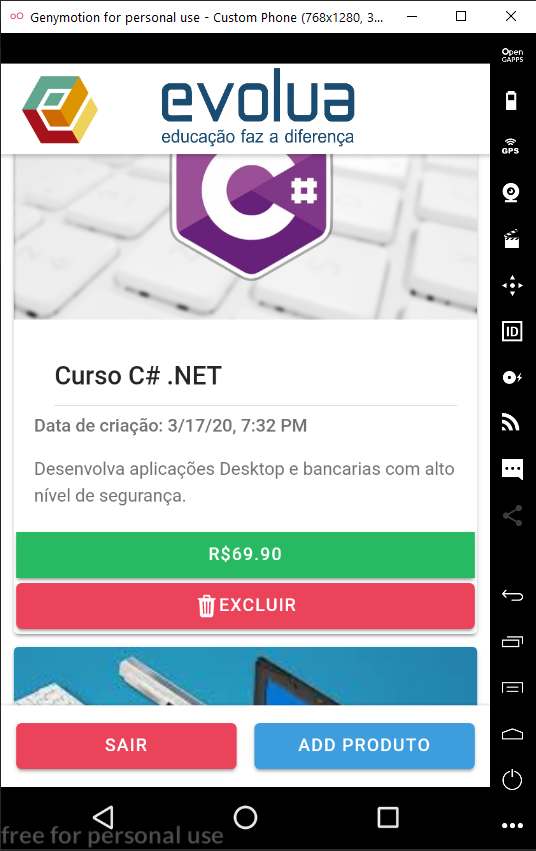 Genymotion for personal use - Custom Phone (768x1280, 3...
Open
GAPPS
GPS
ID
evolua
educação faz a diferença
C#
Curso C# .NET
Data de criação: 3/17/20, 7:32 PM
Desenvolva aplicações Desktop e bancarias com alto
nível de segurança.
R$69.90
EXCLUIR
SAIR
ADD PRODUTO
free for personal use